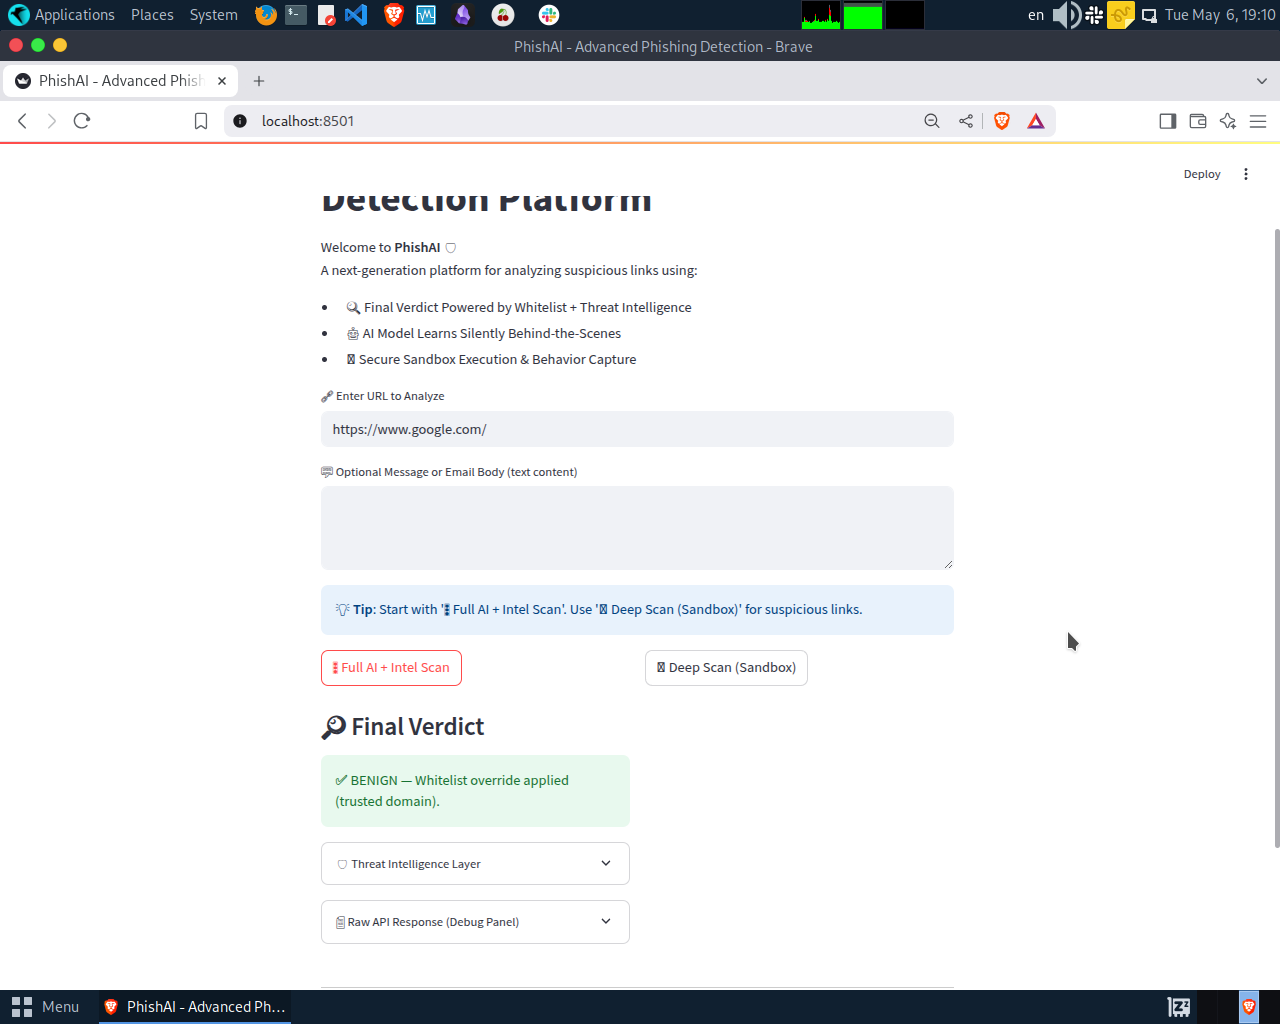 Applications Places System
en Tue May 6, 19:10
PhishAI - Advanced Phishing Detection - Brave
PhishAI - Advanced Phish
localhost:8501
Deploy
Detection Platform
Welcome to PhishAI
A next-generation platform for analyzing suspicious links using:
• Final Verdict Powered by Whitelist + Threat Intelligence
• AI Model Learns Silently Behind-the-Scenes
• Secure Sandbox Execution & Behavior Capture
Enter URL to Analyze
https://www.google.com/
Optional Message or Email Body (text content)
Tip: Start with 'Full AI + Intel Scan'. Use 'Deep Scan (Sandbox)' for suspicious links.
Full AI + Intel Scan
Deep Scan (Sandbox)
Final Verdict
BENIGN — Whitelist override applied
(trusted domain).
Threat Intelligence Layer
Raw API Response (Debug Panel)
Menu PhishAI - Advanced Ph...